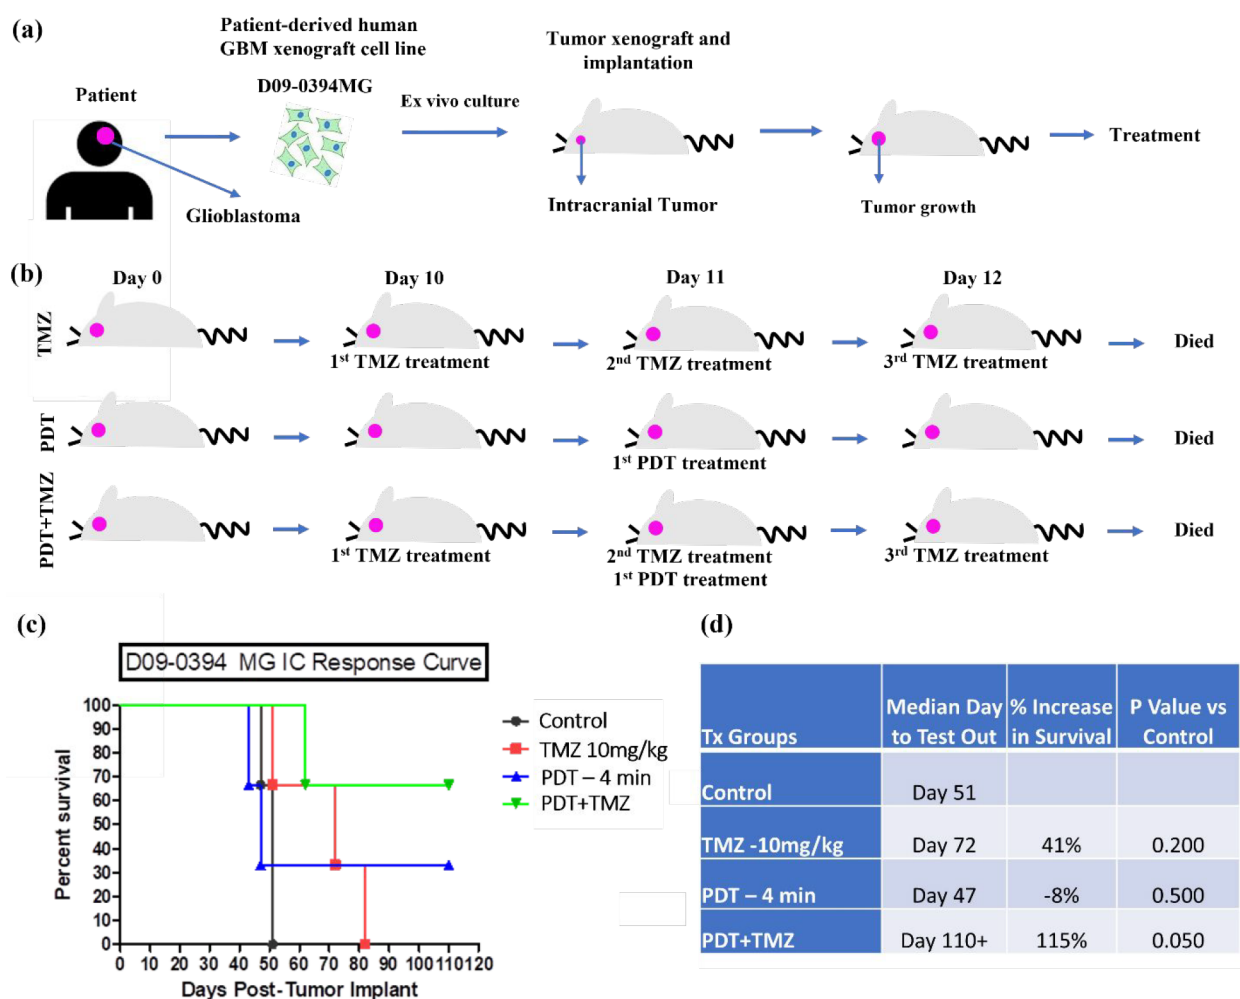 (a)
Patient-derived human
GBM xenograft cell line
D09-0394MG
Tumor xenograft and
implantation
Patient
Ex vivo culture
Treatment
Glioblastoma
Intracranial Tumor
Tumor growth
(b)
Day 0
Day 10
Day 11
Day 12
TMZ
1st TMZ treatment
2nd TMZ treatment
3rd TMZ treatment
Died
PDT
1st PDT treatment
Died
PDT+TMZ
1st TMZ treatment
2nd TMZ treatment
1st PDT treatment
3rd TMZ treatment
Died
(c)
D09-0394 MG IC Response Curve
Percent survival
100
90
80
70
60
50
40
30
20
10
0
0 10 20 30 40 50 60 70 80 90 100 110 120
Days Post-Tumor Implant
Control
TMZ 10mg/kg
PDT – 4 min
PDT+TMZ
(d)
Tx Groups
Median Day
to Test Out
% Increase
in Survival
P Value vs
Control
Control Day 51
TMZ -10mg/kg Day 72 41% 0.200
PDT – 4 min Day 47 -8% 0.500
PDT+TMZ Day 110+ 115% 0.050